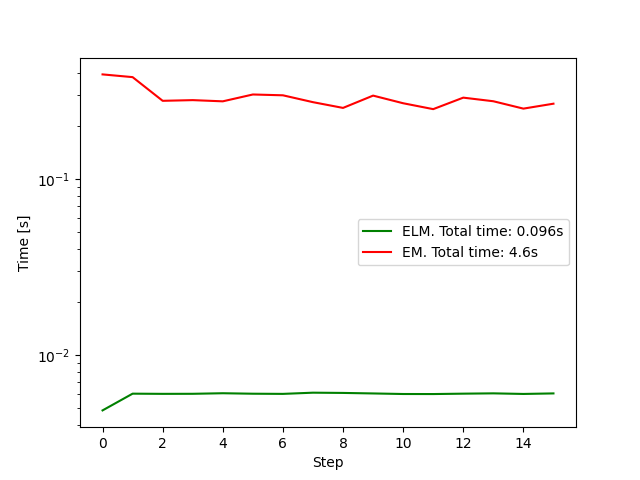 Time [s]
10⁻¹
10⁻²
ELM. Total time: 0.096s
EM. Total time: 4.6s
0 2 4 6 8 10 12 14
Step